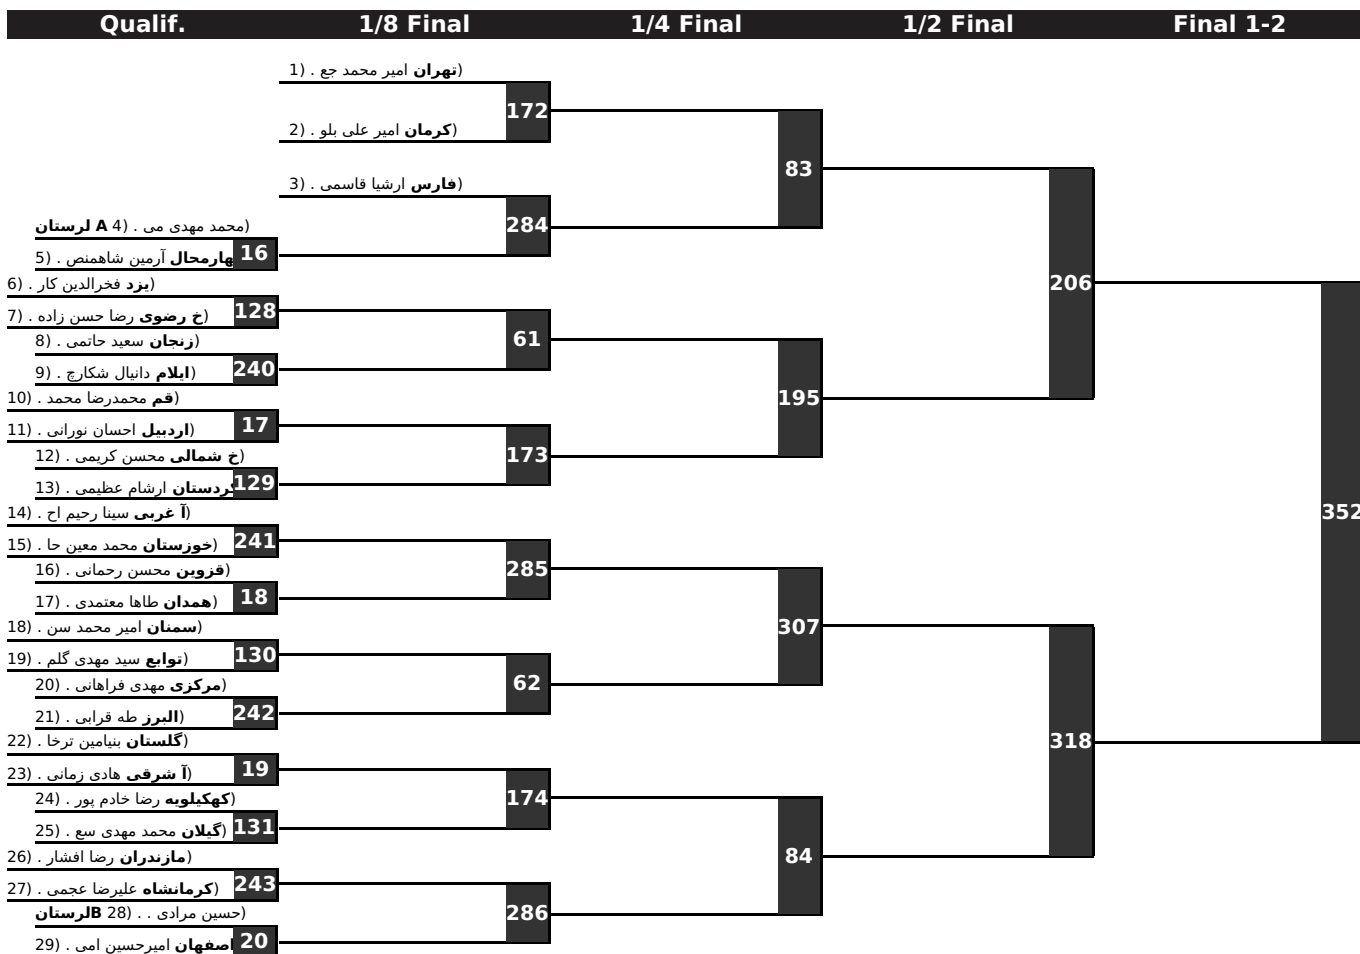 Qualif. 1/8 Final 1/4 Final 1/2 Final Final 1-2
1) . امیر محمد جع تهران)
172
2) . امیر علی بلو کرمان)
83
3) . ارشیا قاسمی فارس)
284
206
لرستان A 4) . محمد مهدی می)
16
5) . آرمین شاهمنص هارمحال
6) . فخرالدین کار یزد)
128
7) . رضا حسن زاده خ رضوی)
61
8) . سعید حاتمی زنجان)
240
9) . دانیال شکارچ ایلام)
195
10) . محمدرضا محمد قم)
17
11) . احسان نورانی اردبیل)
173
12) . محسن کریمی خ شمالی)
129
13) . ارشام عظیمی کردستان
352
14) . سینا رحیم اح آ غربی)
241
15) . محمد معین حا خوزستان)
285
16) . محسن رحمانی قزوین)
18
17) . طاها معتمدی همدان)
307
18) . امیر محمد سن سمنان)
130
19) . سید مهدی گلم توابع)
62
20) . مهدی فراهانی مرکزی)
242
21) . طه قرابی البرز)
318
22) . بنیامین ترخا گلستان)
19
23) . هادی زمانی آ شرقی)
174
24) . رضا خادم پور کهکیلویه)
131
25) . محمد مهدی سع گیلان)
84
26) . رضا افشار مازندران)
243
27) . علیرضا عجمی کرمانشاه)
286
لرستانB 28) . . حسین مرادی)
20
29) . امیرحسین امی اصفهان